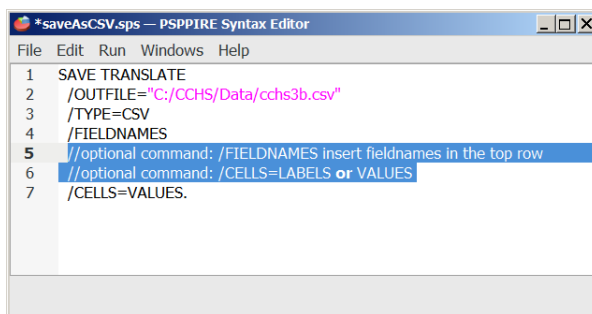 *saveAsCSV.sps — PSPPIRE Syntax Editor
File Edit Run Windows Help
1 SAVE TRANSLATE
2 /OUTFILE="C:/CCHS/Data/cchs3b.csv"
3 /TYPE=CSV
4 /FIELDNAMES
5 //optional command: /FIELDNAMES insert fieldnames in the top row
6 //optional command: /CELLS=LABELS or VALUES
7 /CELLS=VALUES.